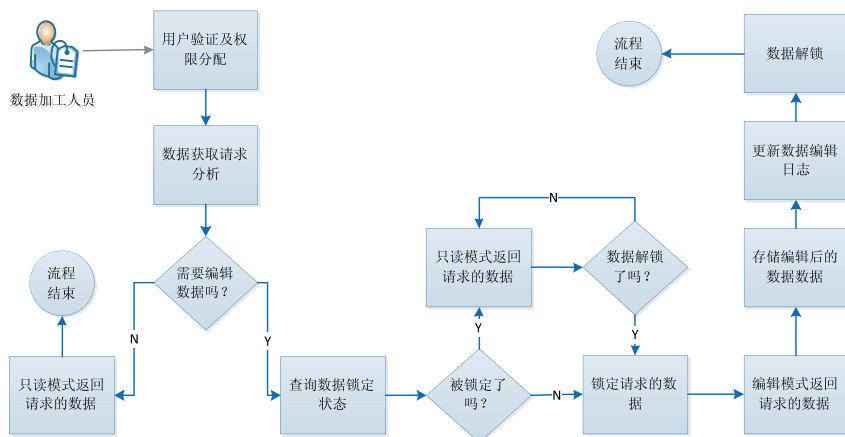 用户验证及权
限分配
数据加工人员
数据获取请求
分析
需要编辑
数据吗？
N
Y
只读模式返回
请求的数据
流程
结束
查询数据锁定
状态
被锁定了
吗？
Y
N
只读模式返回
请求的数据
数据解锁
了吗？
N
Y
锁定请求的数
据
编辑模式返回
请求的数据
存储编辑后的
数据数据
更新数据编辑
日志
数据解锁
流程
结束